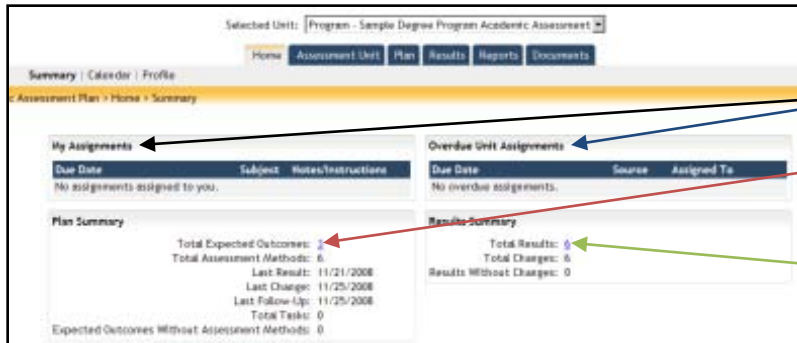 Selected Unit: Program - Sample Degree Program Academic Assessment
Home Assessment Unit Plan Results Reports Documents
Summary | Calendar | Profile
Assessment Plan > Home > Summary
My Assignments
Due Date Subject Notes/Instructions
No assignments assigned to you.
Overdue Unit Assignments
Due Date Source Assigned To
No overdue assignments.
Plan Summary
Total Expected Outcomes:
Total Assessment Methods: 6
Last Result: 11/21/2008
Last Change: 11/25/2008
Last Follow-Up: 11/25/2008
Total Tasks: 0
Expected Outcomes Without Assessment Methods: 0
Results Summary
Total Results: 6
Total Changes: 6
Results Without Changes: 0